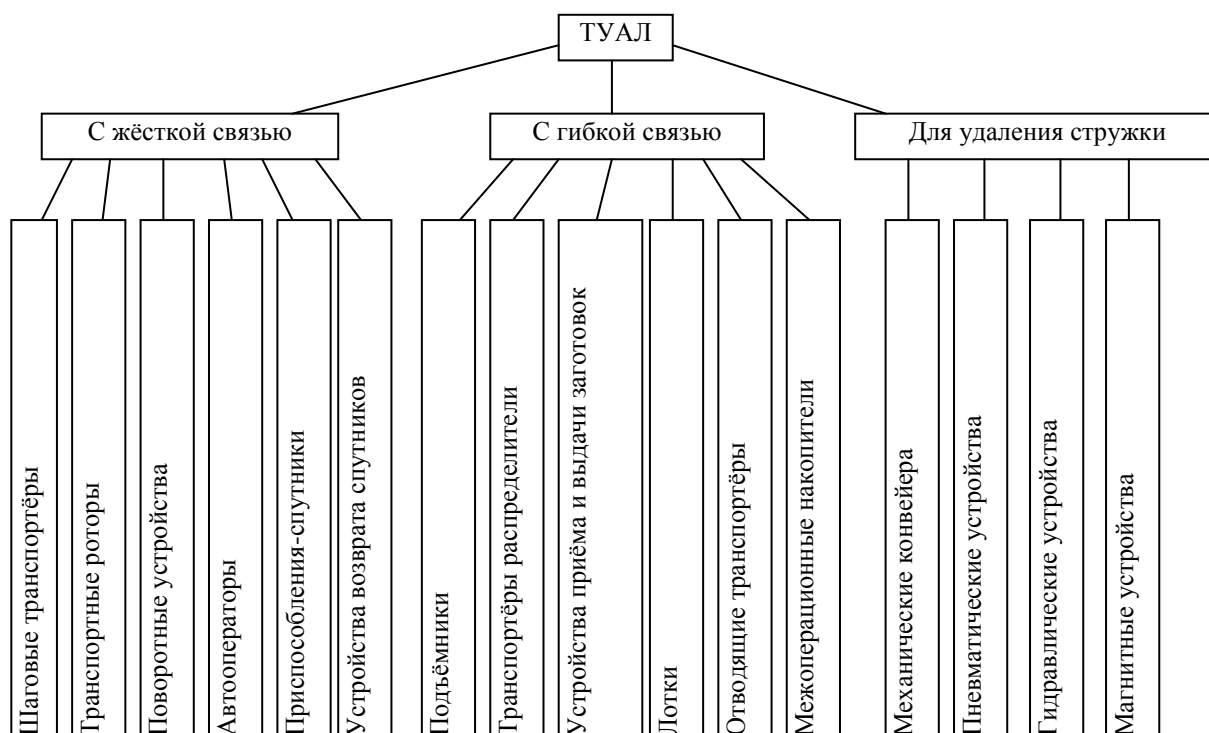 ТУАЛ
С жёсткой связью
С гибкой связью
Для удаления стружки
Шаговые транспортёры
Транспортные роторы
Поворотные устройства
Автооператоры
Приспособления-спутники
Устройства возврата спутников
Подъёмники
Транспортёры распределители
Устройства приёма и выдачи заготовок
Лотки
Отводящие транспортёры
Межоперационные накопители
Механические конвейера
Пневматические устройства
Гидравлические устройства
Магнитные устройства